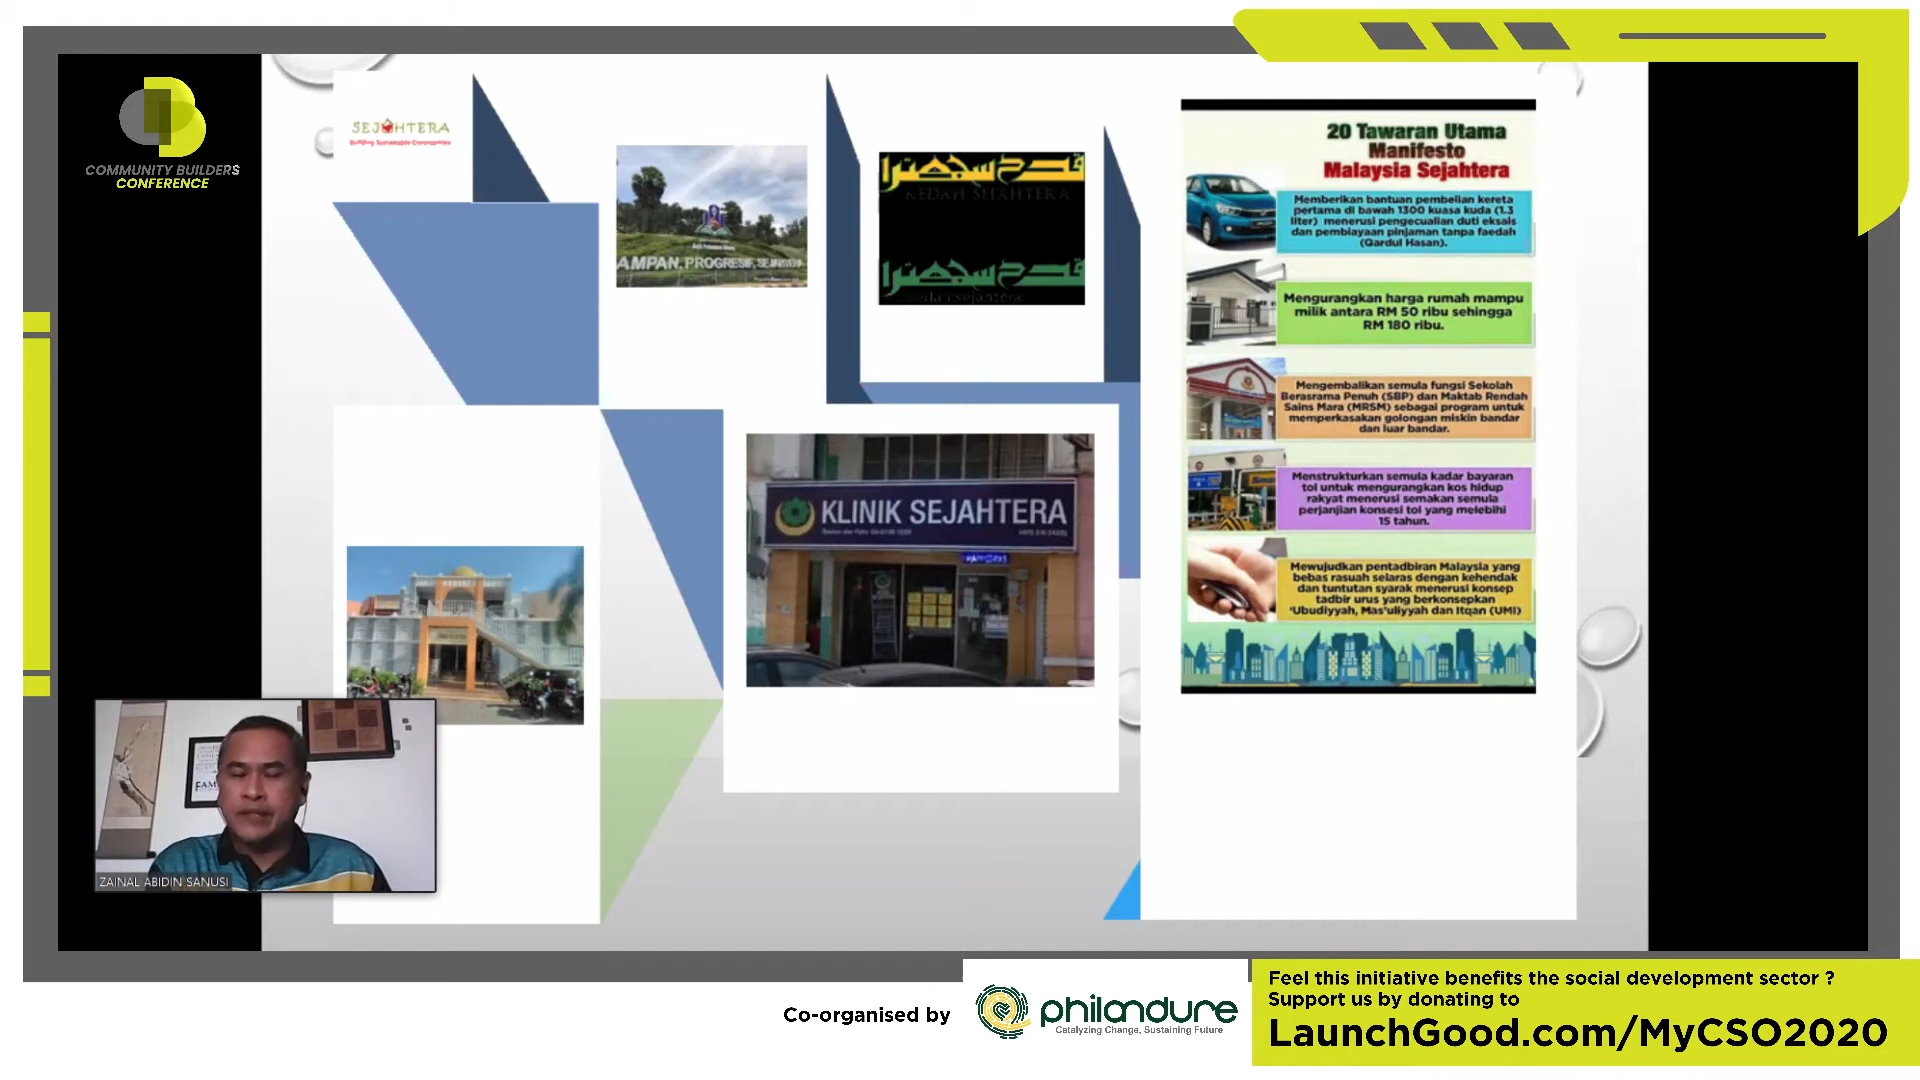 COMMUNITY BUILDERS
CONFERENCE
SEJAHTERA
Building Sustainable Communities
AMPAN, PROGRESIF, SEJAHTERA
قدح سجهترا
KEDAH SEJAHTERA
قدح سجهترا
kedah sejahtera
KLINIK SEJAHTERA
20 Tawaran Utama
Manifesto
Malaysia Sejahtera
Memberikan bantuan pembelian kereta
pertama di bawah 1300 kuasa kuda (1.3
liter) menerusi pengecualian duti eksais
dan pembiayaan pinjaman tanpa faedah
(Qardul Hasan).
Mengurangkan harga rumah mampu
milik antara RM 50 ribu sehingga
RM 180 ribu.
Mengembalikan semula fungsi Sekolah
Berasrama Penuh (SBP) dan Maktab Rendah
Sains Mara (MRSM) sebagai program untuk
memperkasakan golongan miskin bandar
dan luar bandar.
Menstrukturkan semula kadar bayaran
tol untuk mengurangkan kos hidup
rakyat menerusi semakan semula
perjanjian konsesi tol yang melebihi
15 tahun.
Mewujudkan pentadbiran Malaysia yang
bebas rasuah selaras dengan kehendak
dan tuntutan syarak menerusi konsep
tadbir urus yang berkonsepkan
'Ubudiyyah, Mas'uliyyah dan Itqan (UMI)
FAM
ZAINAL ABIDIN SANUSI
Co-organised by
philandure
Catalyzing Change, Sustaining Future
Feel this initiative benefits the social development sector ?
Support us by donating to
LaunchGood.com/MyCSO2020